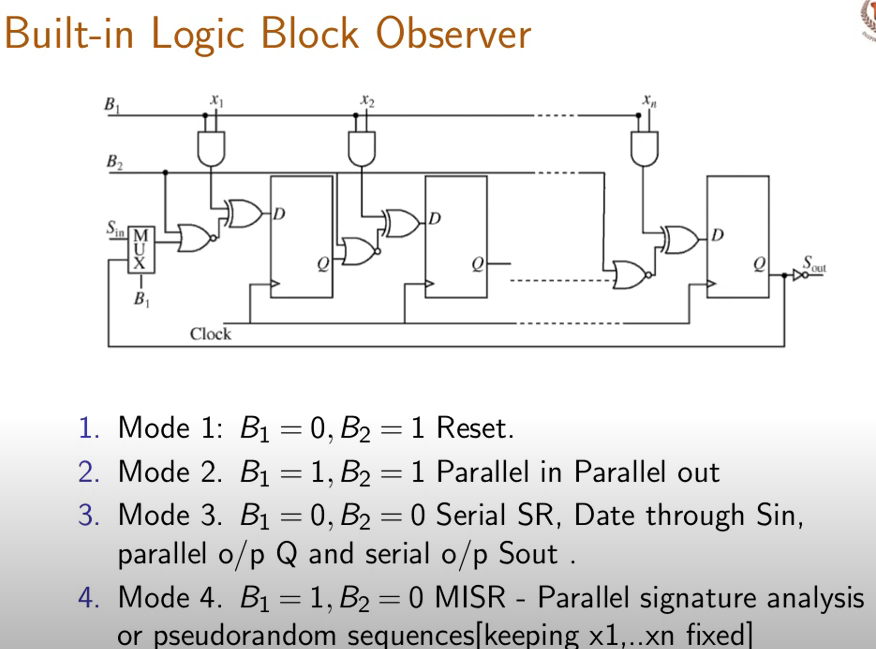 Built-in Logic Block Observer
B₁ x₁ x₂ xₙ
B₂
Sin MUX D D D
Q Q Q Sout
B₁
Clock
1. Mode 1: B₁ = 0, B₂ = 1 Reset.
2. Mode 2. B₁ = 1, B₂ = 1 Parallel in Parallel out
3. Mode 3. B₁ = 0, B₂ = 0 Serial SR, Date through Sin,
parallel o/p Q and serial o/p Sout .
4. Mode 4. B₁ = 1, B₂ = 0 MISR - Parallel signature analysis
or pseudorandom sequences[keeping x1,..xn fixed]